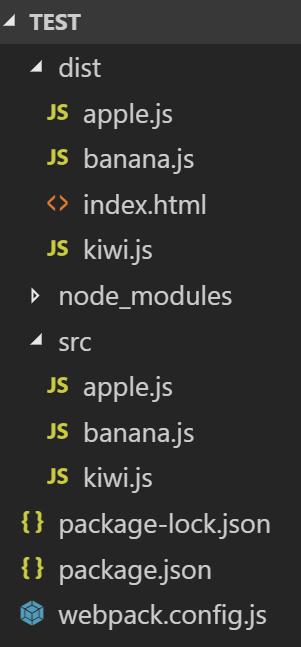 TEST
dist
JS apple.js
JS banana.js
<> index.html
JS kiwi.js
node_modules
src
JS apple.js
JS banana.js
JS kiwi.js
{ } package-lock.json
{ } package.json
webpack.config.js